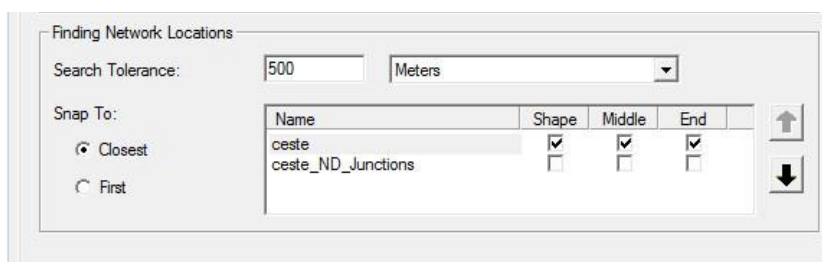 Finding Network Locations
Search Tolerance: 500 Meters
Snap To:
Closest
First
Name Shape Middle End
ceste
ceste_ND_Junctions